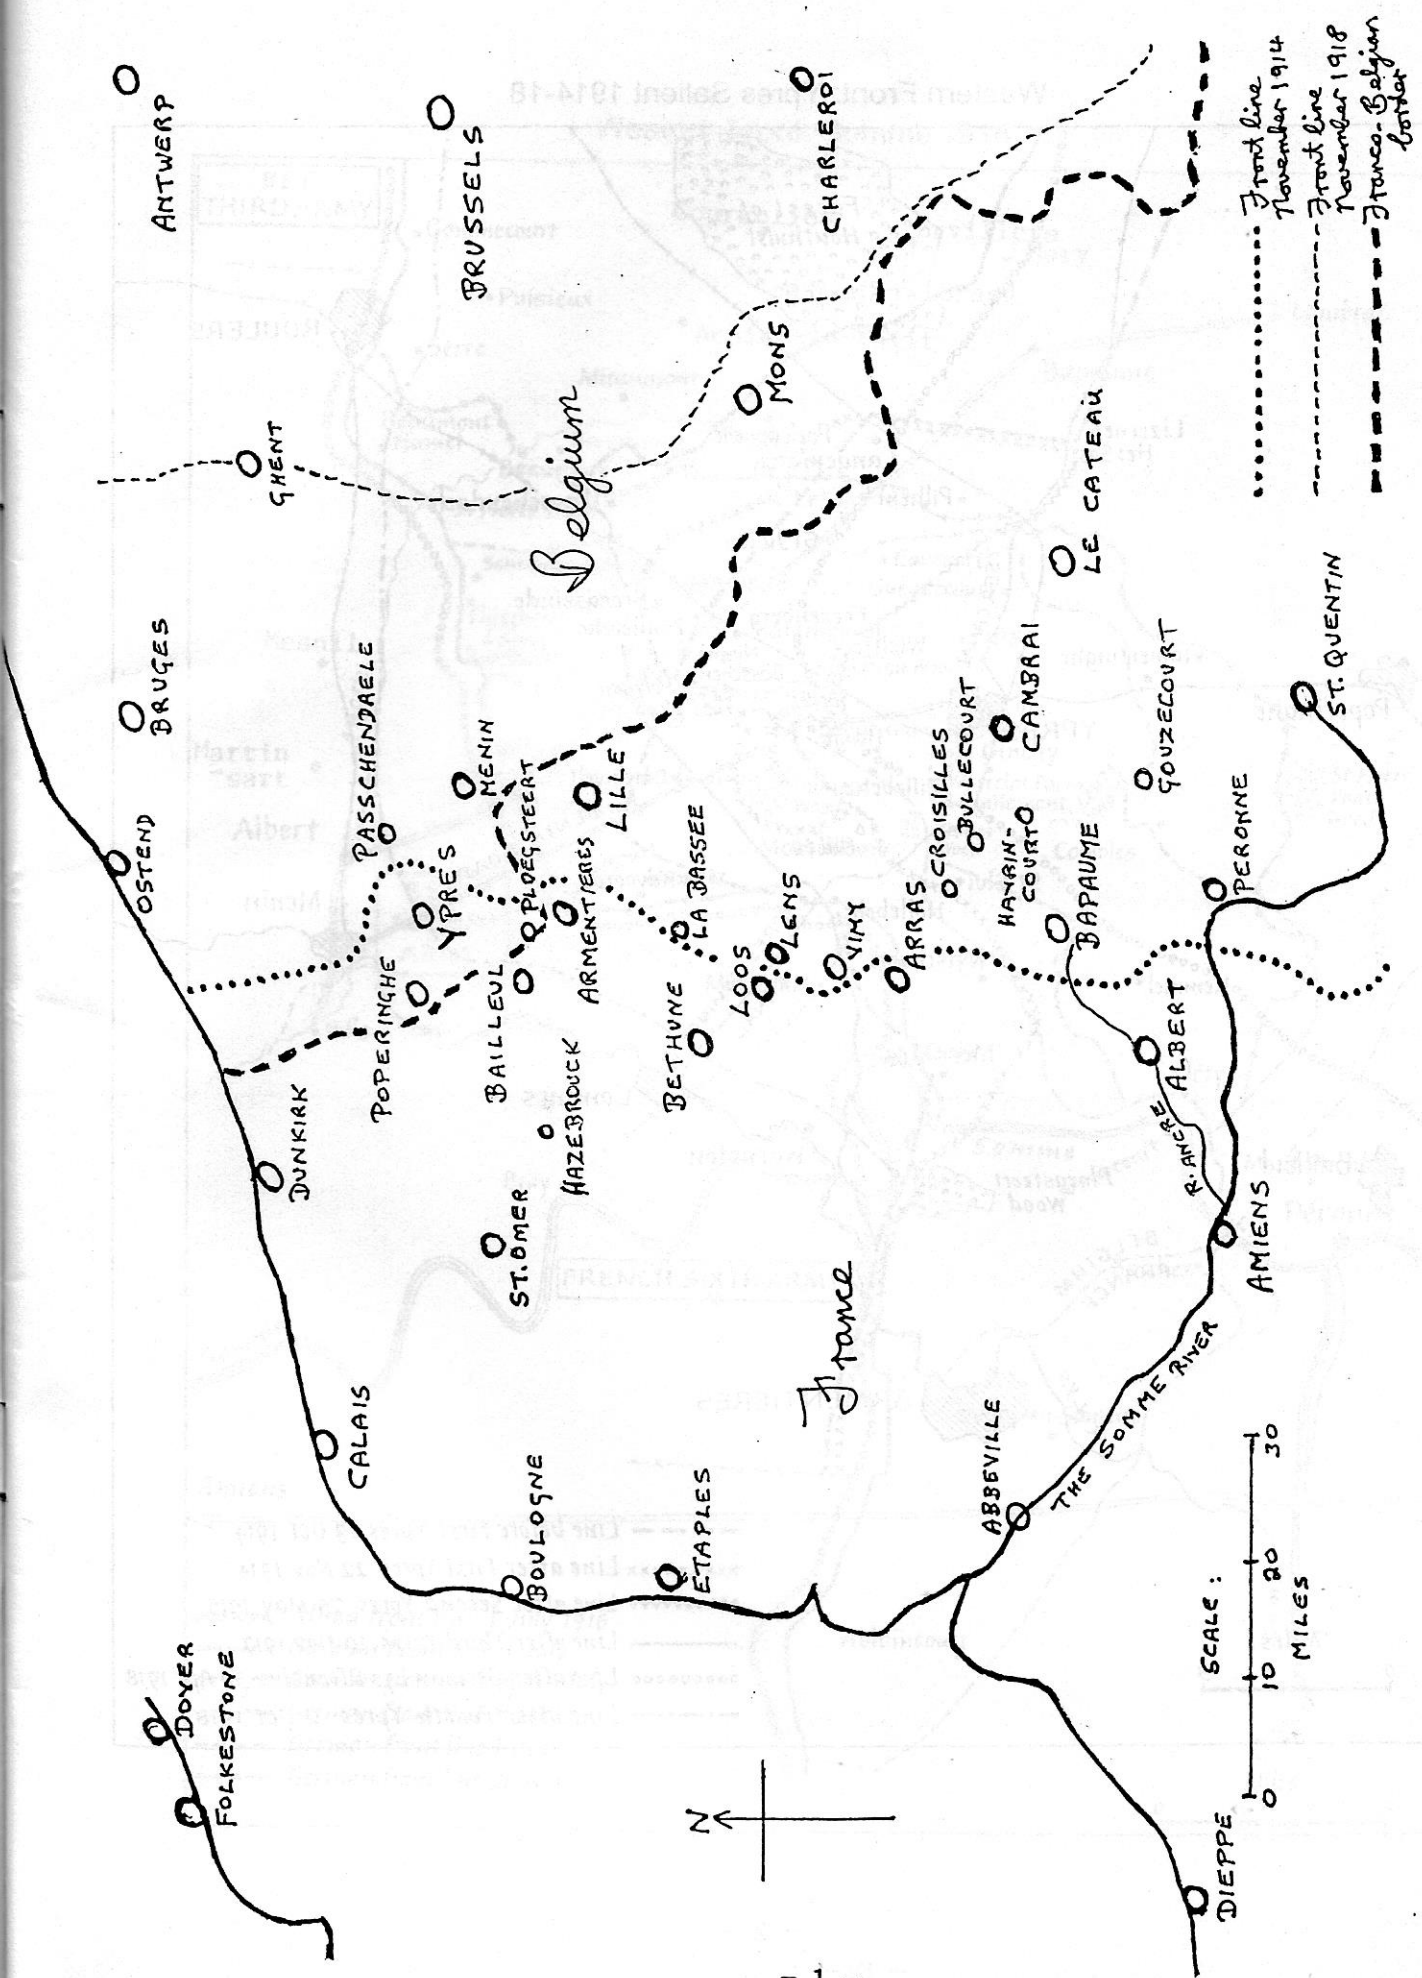 DOVER
FOLKESTONE
CALAIS
BOULOGNE
ETAPLES
DUNKIRK
ST. OMER
HAZEBROUCK
BAILLEUL
POPERINGHE
OSTEND
BRUGES
ANTWERP
GHENT
BRUSSELS
PASSCHENDAELE
YPRES
MENIN
PLOEGSTEERT
ARMENTIERES
LILLE
Belgium
MONS
CHARLEROI
LA BASSEE
BETHUNE
LOOS
LENS
VIMY
ARRAS
CROISILLES
BULLECOURT
HAVRIN-
COURT
CAMBRAI
LE CATEAU
BAPAUME
GOUZECOURT
PERONNE
ST. QUENTIN
ALBERT
R. ANCRE
AMIENS
France
ABBEVILLE
THE SOMME RIVER
DIEPPE
N
SCALE:
0 10 20 30
MILES
Front line
November 1914
Front line
November 1918
Franco-Belgian
border
- 1